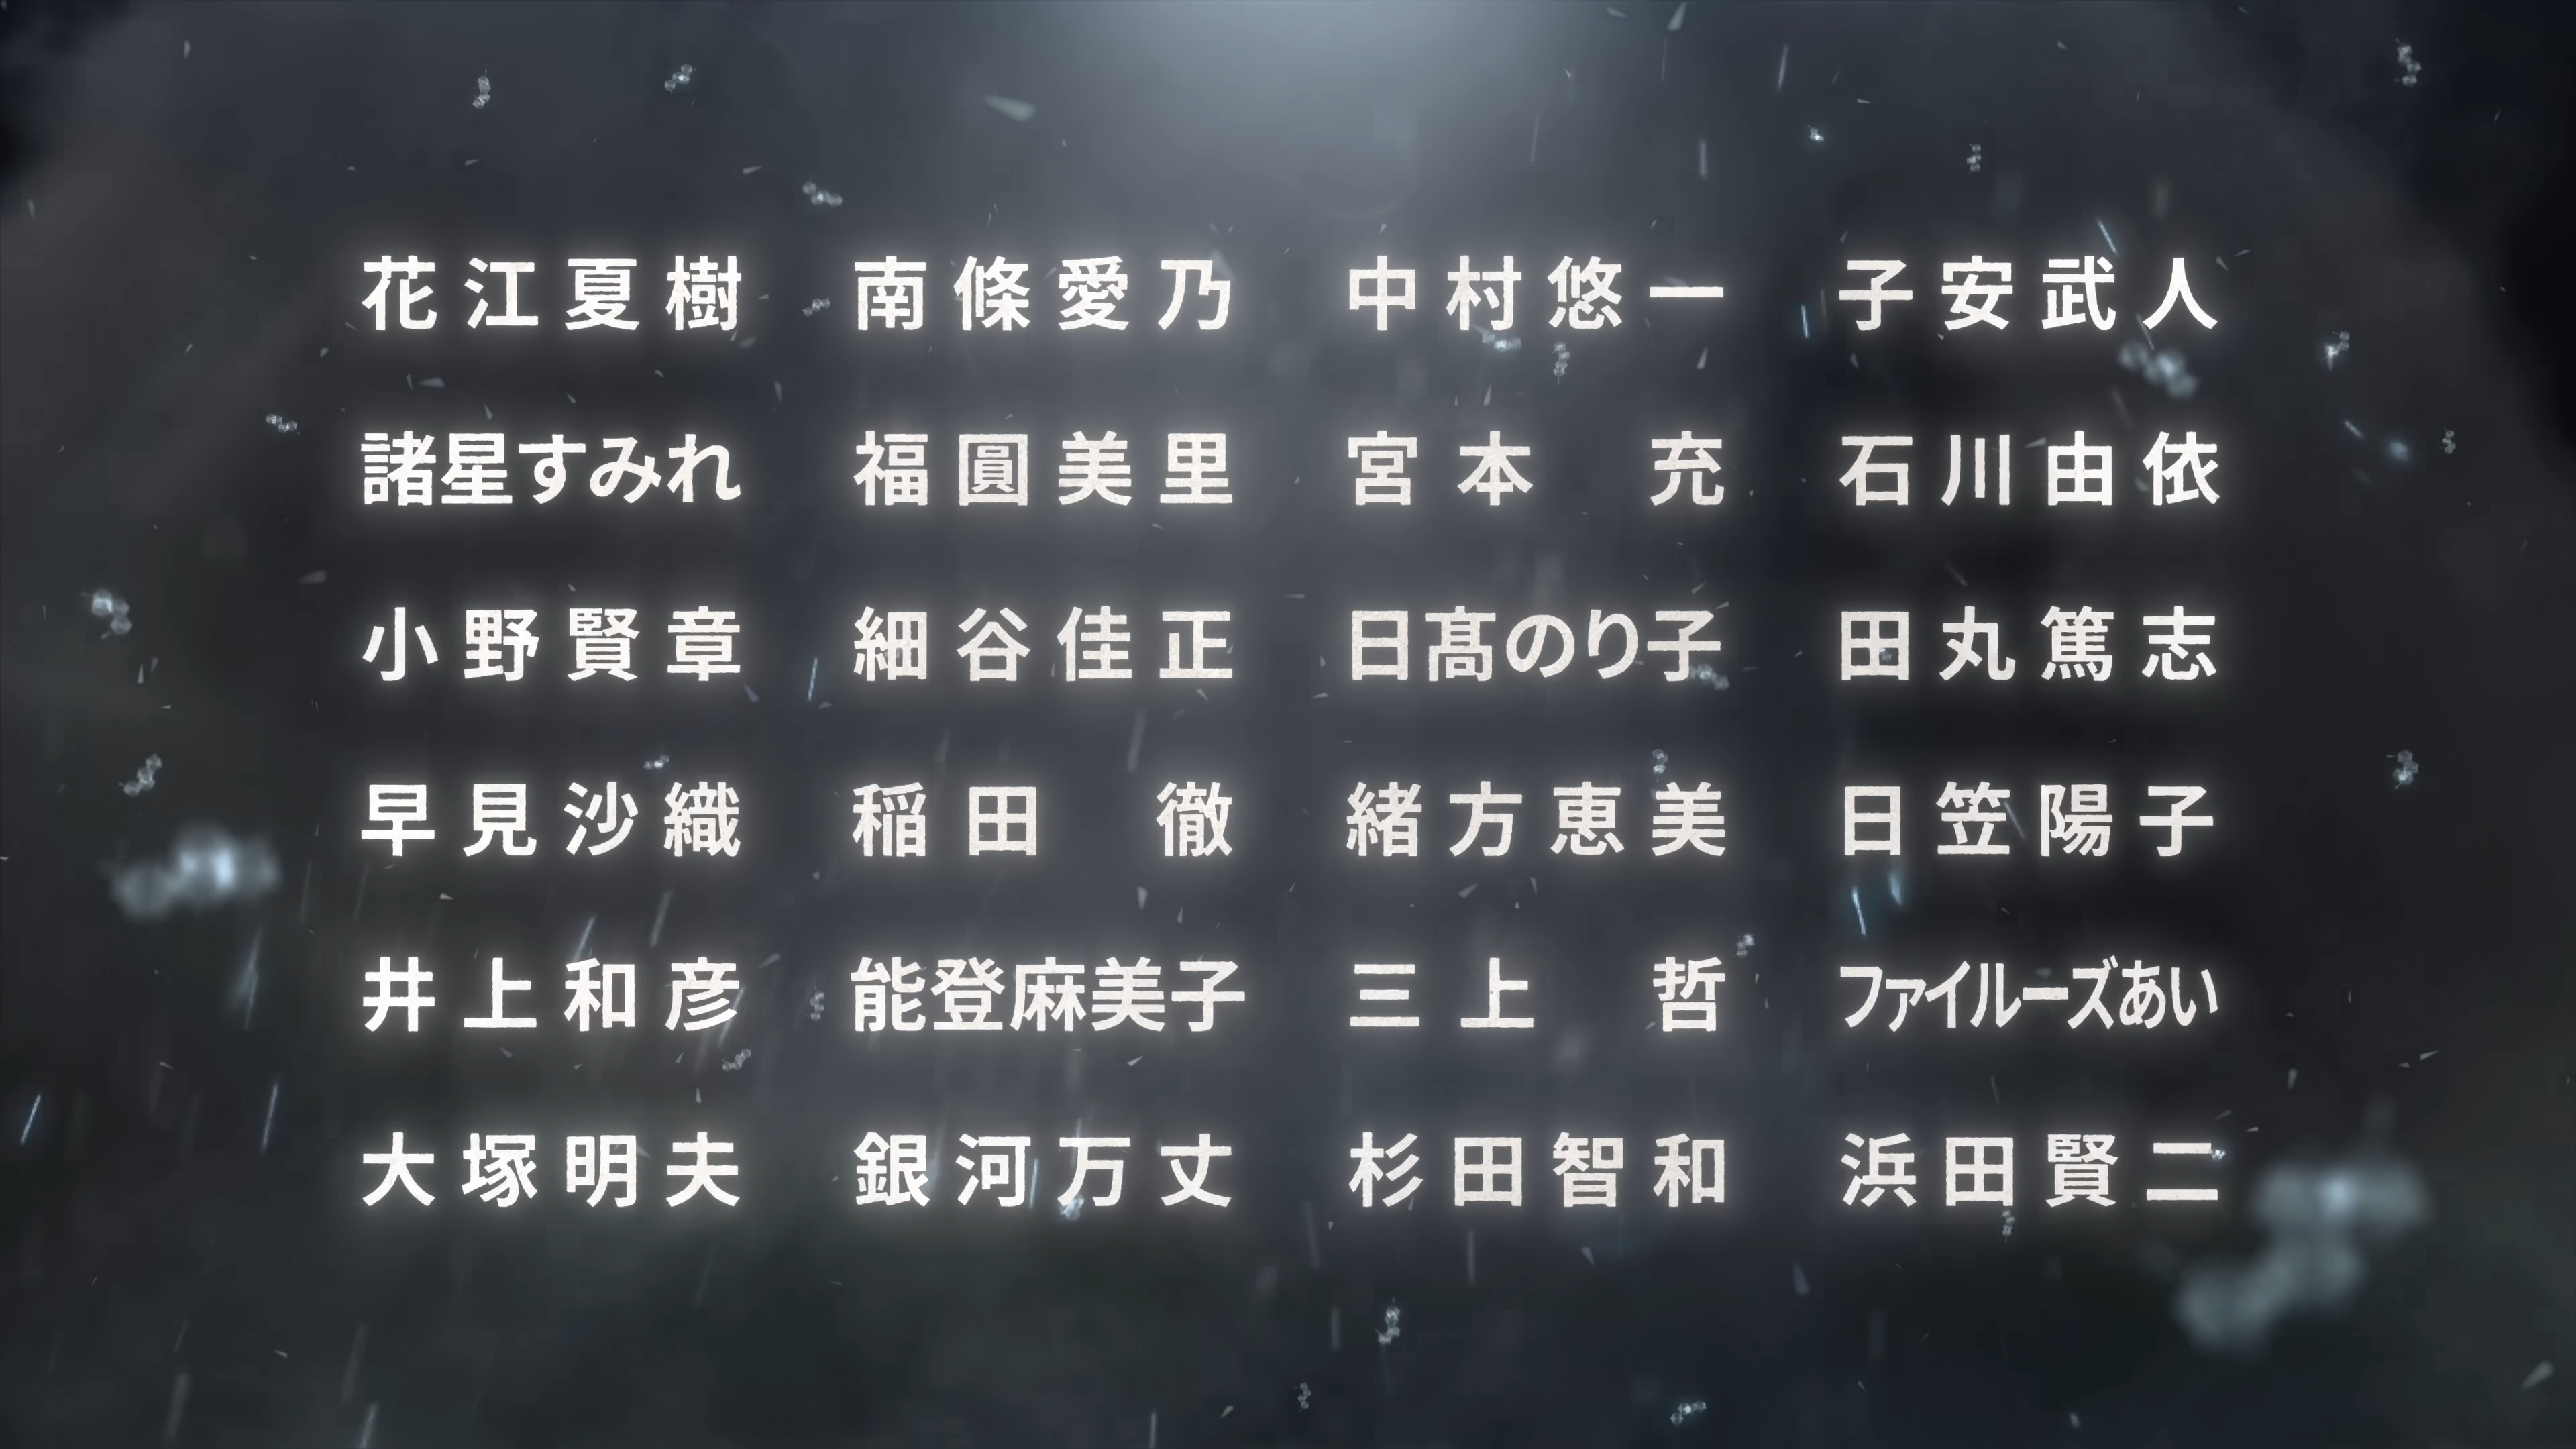 花江夏樹 南條愛乃 中村悠一 子安武人
諸星すみれ 福圓美里 宮本 充 石川由依
小野賢章 細谷佳正 日髙のり子 田丸篤志
早見沙織 稲田 徹 緒方恵美 日笠陽子
井上和彦 能登麻美子 三上 哲 ファイルーズあい
大塚明夫 銀河万丈 杉田智和 浜田賢二